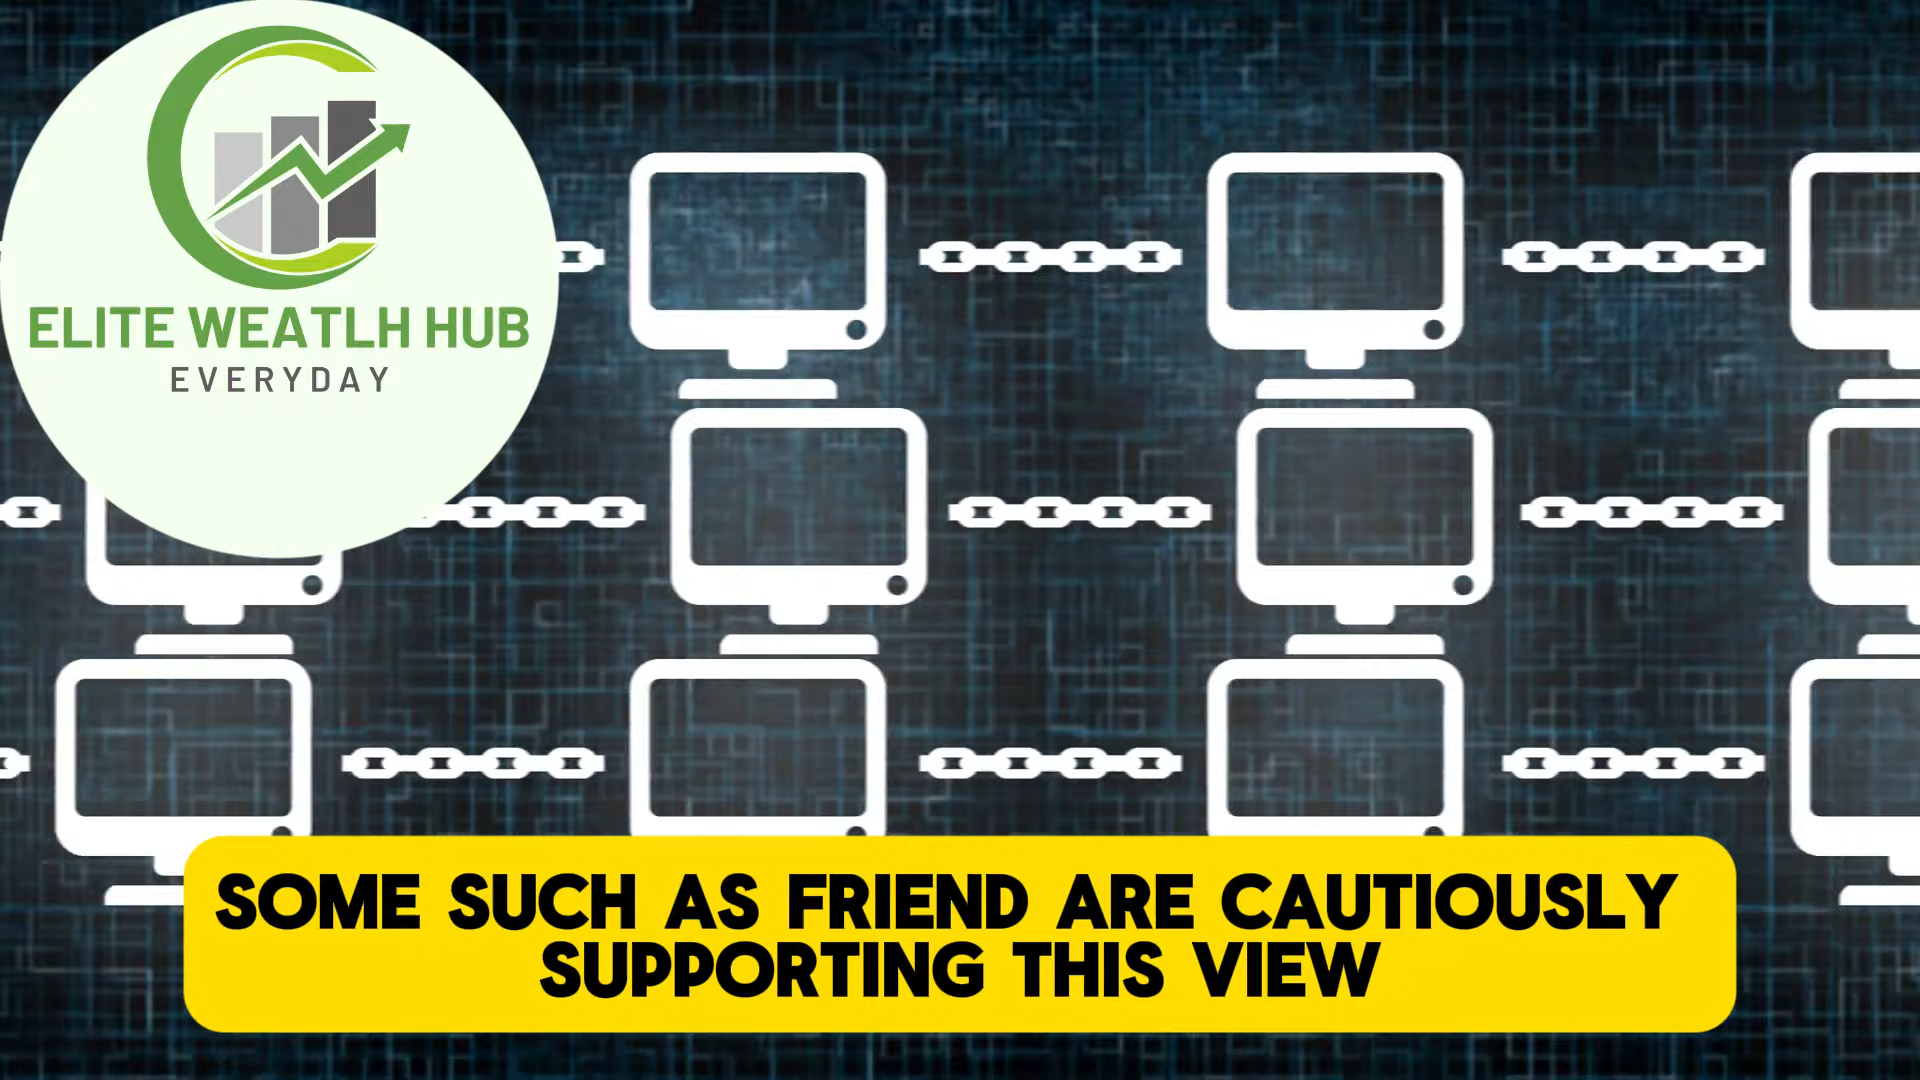 ELITE WEATLH HUB
EVERYDAY
SOME SUCH AS FRIEND ARE CAUTIOUSLY
SUPPORTING THIS VIEW